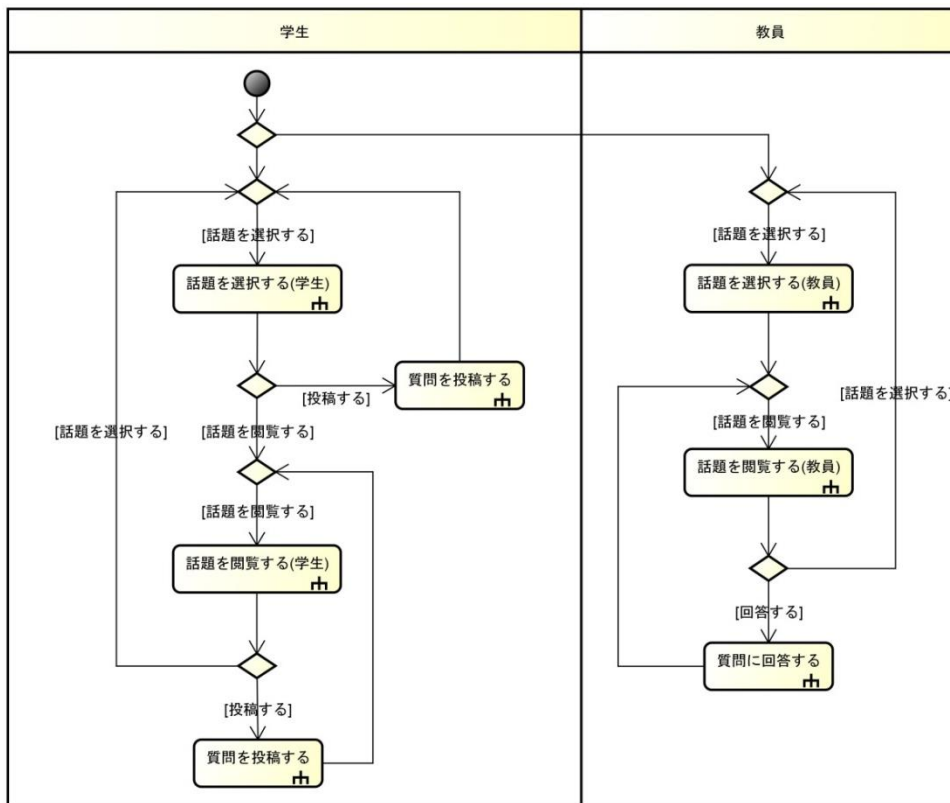 学生
教員
[話題を選択する]
[話題を選択する]
話題を選択する(学生)
話題を選択する(教員)
質問を投稿する
[投稿する]
[話題を選択する]
[話題を選択する]
[話題を閲覧する]
[話題を閲覧する]
話題を閲覧する(教員)
[話題を閲覧する]
話題を閲覧する(学生)
[回答する]
質問に回答する
[投稿する]
質問を投稿する